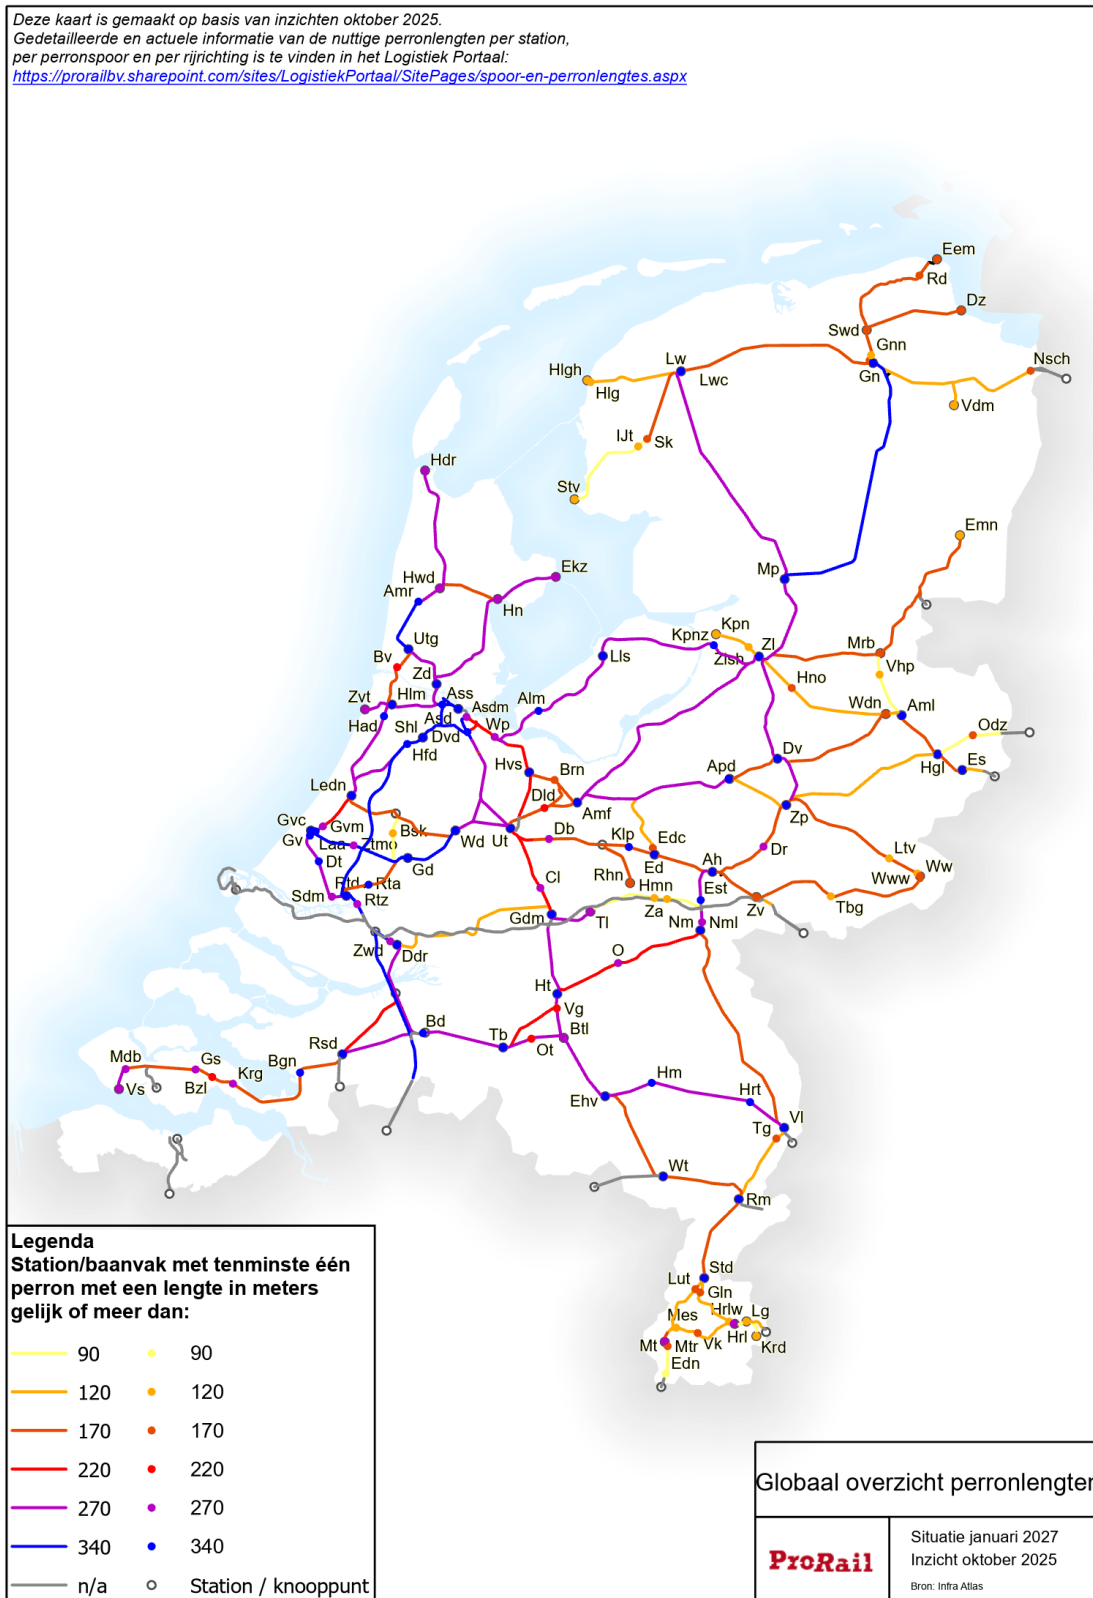 Deze kaart is gemaakt op basis van inzichten oktober 2025.
Gedetailleerde en actuele informatie van de nuttige perronlengten per station,
per perronspoor en per rijrichting is te vinden in het Logistiek Portaal:
https://prorailbv.sharepoint.com/sites/LogistiekPortaal/SitePages/spoor-en-perronlengtes.aspx
Eem
Rd
Dz
Swd
Gnn
Nsch
Lw
Lwc
Gn
Hlgh
Hlg
Vdm
IJt
Sk
Hdr
Stv
Emn
Ekz
Mp
Hwd
Amr
Hn
Kpn
Kpnz
Zl
Zlsh
Mrb
Utg
Bv
Lls
Vhp
Zd
Hno
Zvt
Hlm
Ass
Asdm
Alm
Wdn
Aml
Had
Shl
Asd
Dvd
Wp
Odz
Hfd
Hvs
Brn
Apd
Dv
Hgl
Es
Ledn
Dld
Amf
Zp
Gvc
Gvm
Bsk
Wd
Ut
Db
Klp
Edc
Gv
Laa
Ztmo
Ltv
Dt
Gd
Ed
Ah
Dr
Www
Ww
Rtd
Rta
Cl
Rhn
Hmn
Est
Sdm
Rtz
Gdm
Tl
Za
Zv
Tbg
Nm
Nml
Zwd
Ddr
O
Ht
Vg
Bd
Tb
Btl
Rsd
Ot
Mdb
Gs
Bgn
Krg
Bzl
Vs
Ehv
Hm
Hrt
Vl
Tg
Wt
Rm
Std
Lut
Gln
Mes
Hrlw
Lg
Mt
Mtr
Vk
Hrl
Krd
Edn
Legenda
Station/baanvak met tenminste één
perron met een lengte in meters
gelijk of meer dan:
90 90
120 120
170 170
220 220
270 270
340 340
n/a Station / knooppunt
Globaal overzicht perronlengten
ProRail
Situatie januari 2027
Inzicht oktober 2025
Bron: Infra Atlas